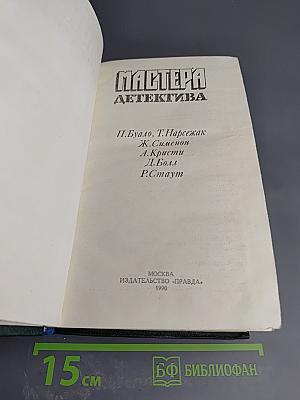 МАСТЕРА
ДЕТЕКТИВА
П.Буало, Т.Нарсежак
Ж.Сименон
А.Кристи
Д.Болл
Р.Стаут
МОСКВА
ИЗДАТЕЛЬСТВО «ПРАВДА»
1990
15 см
БФ БИБЛИОФАН